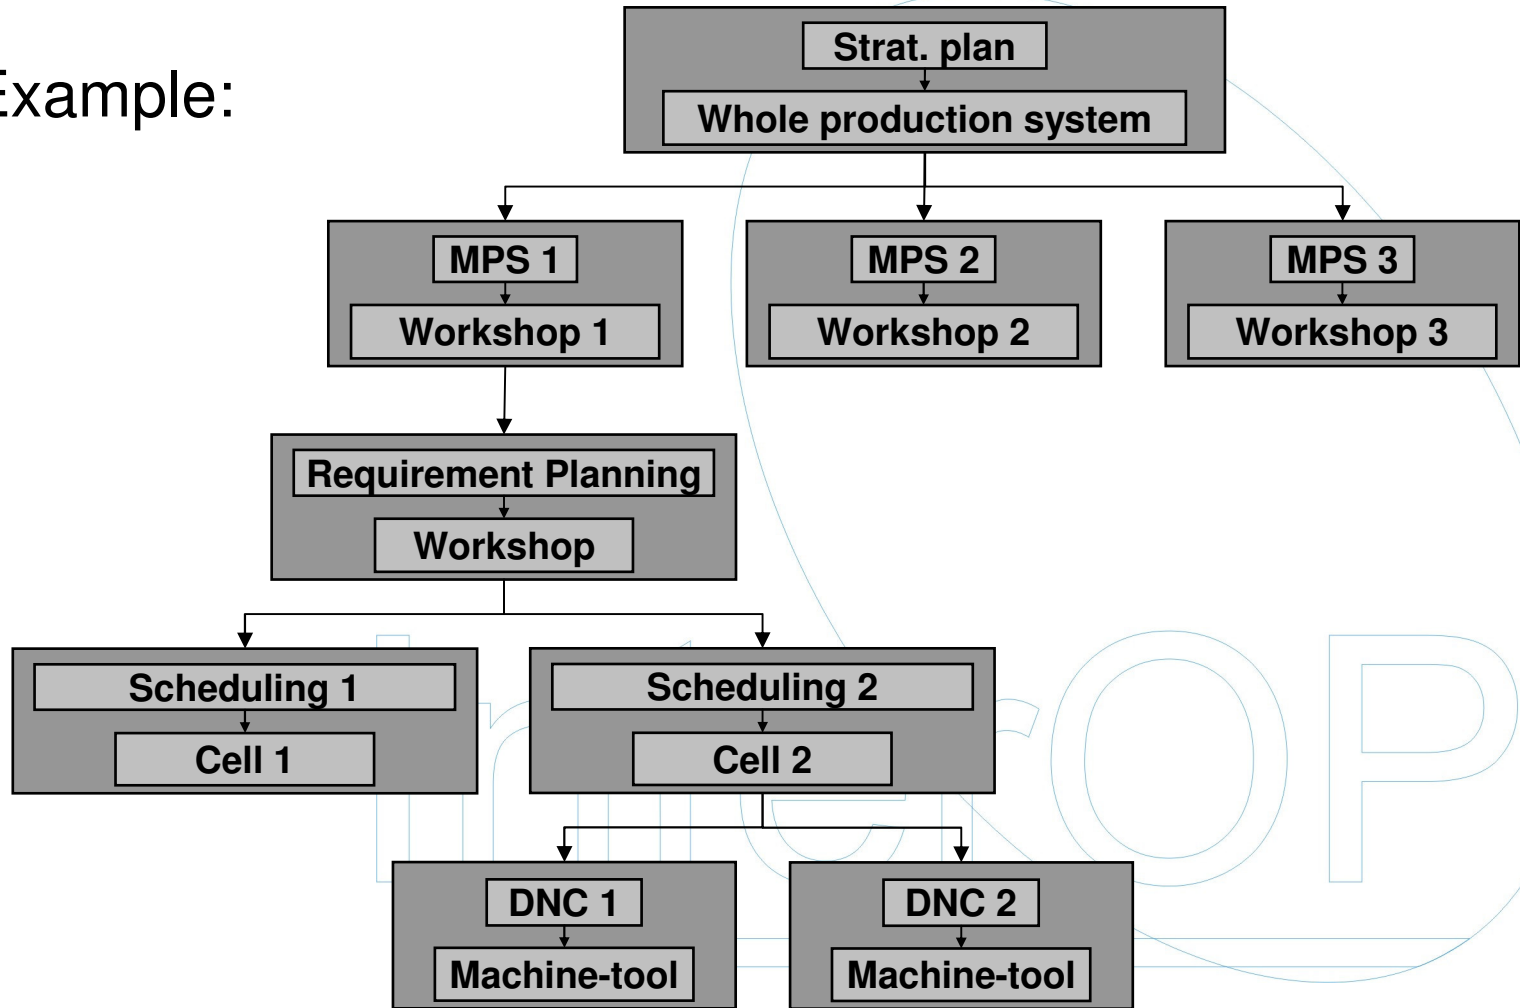 Example:
Strat. plan
Whole production system
MPS 1
Workshop 1
MPS 2
Workshop 2
MPS 3
Workshop 3
Requirement Planning
Workshop
Scheduling 1
Cell 1
Scheduling 2
Cell 2
DNC 1
Machine-tool
DNC 2
Machine-tool